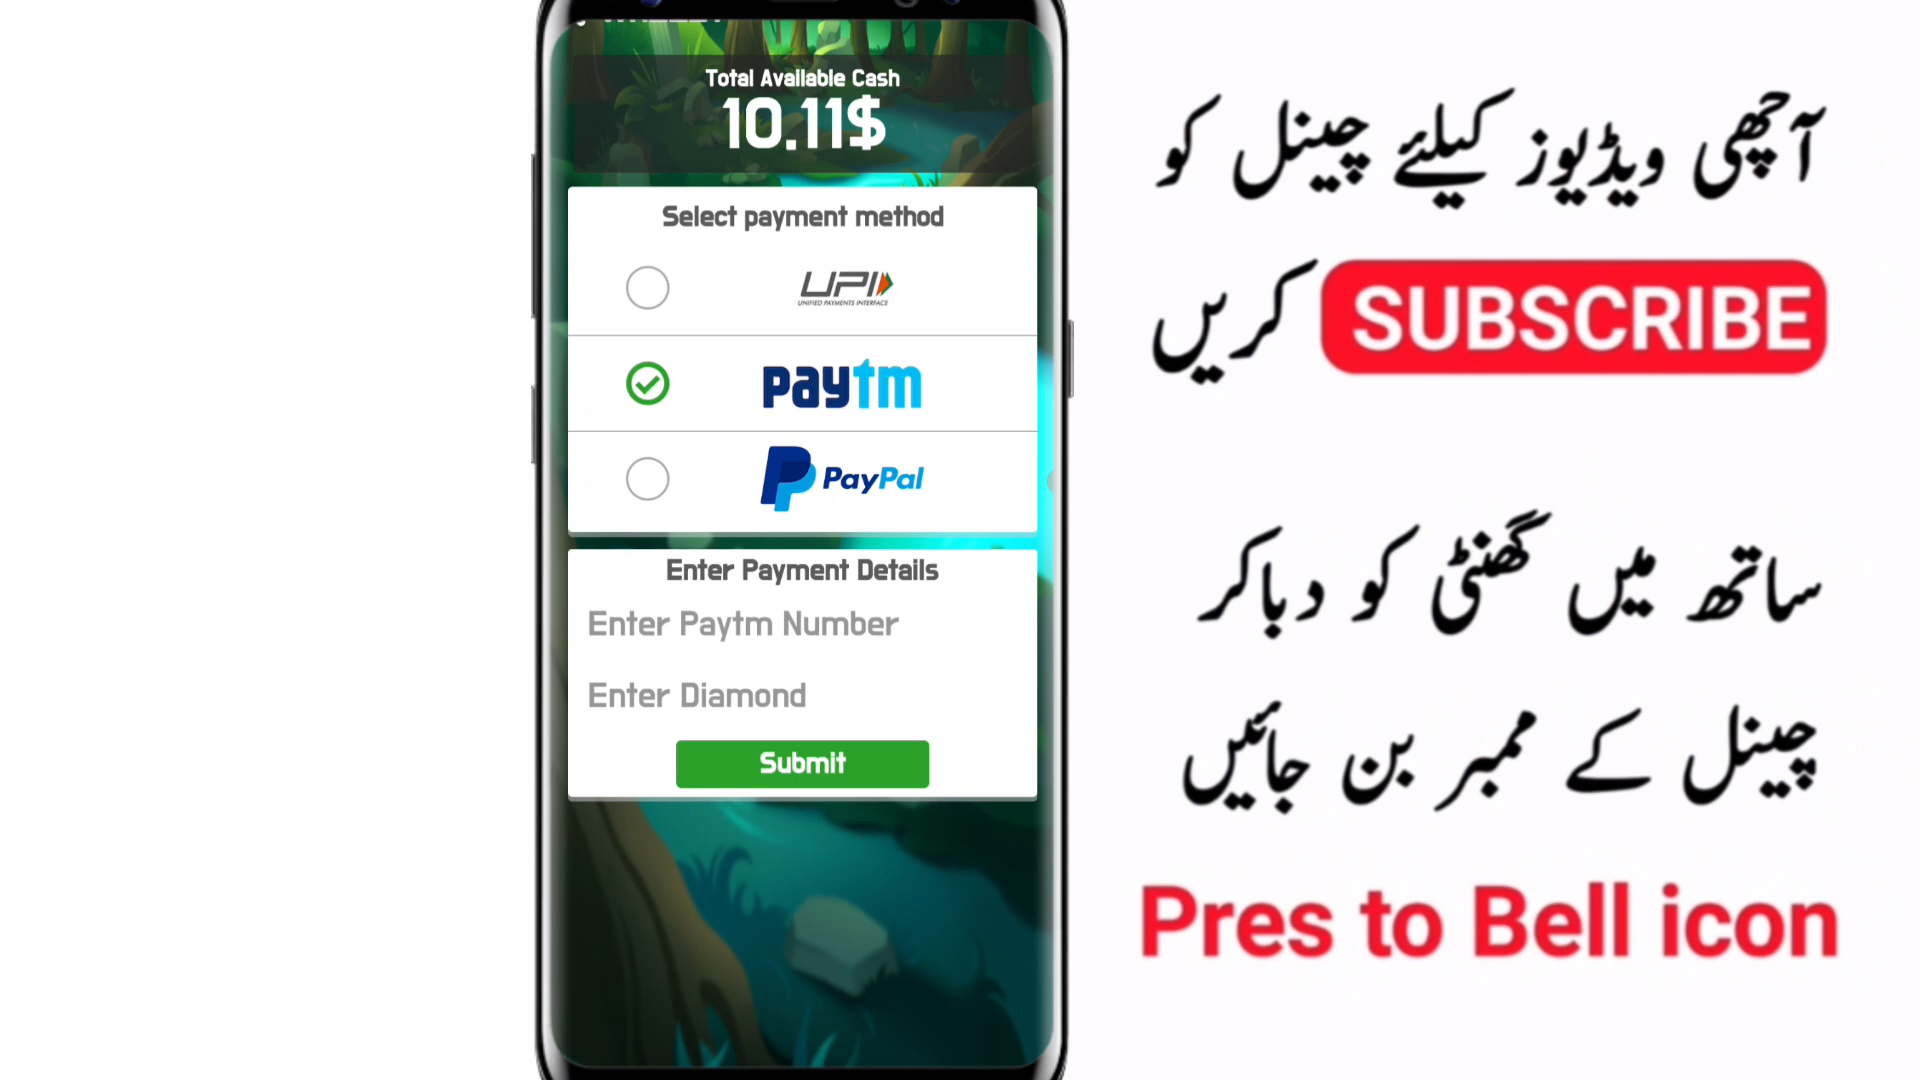 Total Available Cash
10.11$
Select payment method
UPI
UNIFIED PAYMENTS INTERFACE
paytm
PayPal
Enter Payment Details
Enter Paytm Number
Enter Diamond
Submit
آچھی ویڈیوز کیلئے چینل کو
SUBSCRIBE کریں
ساتھ میں گھنٹی کو دباکر
چینل کے ممبر بن جائیں
Pres to Bell icon